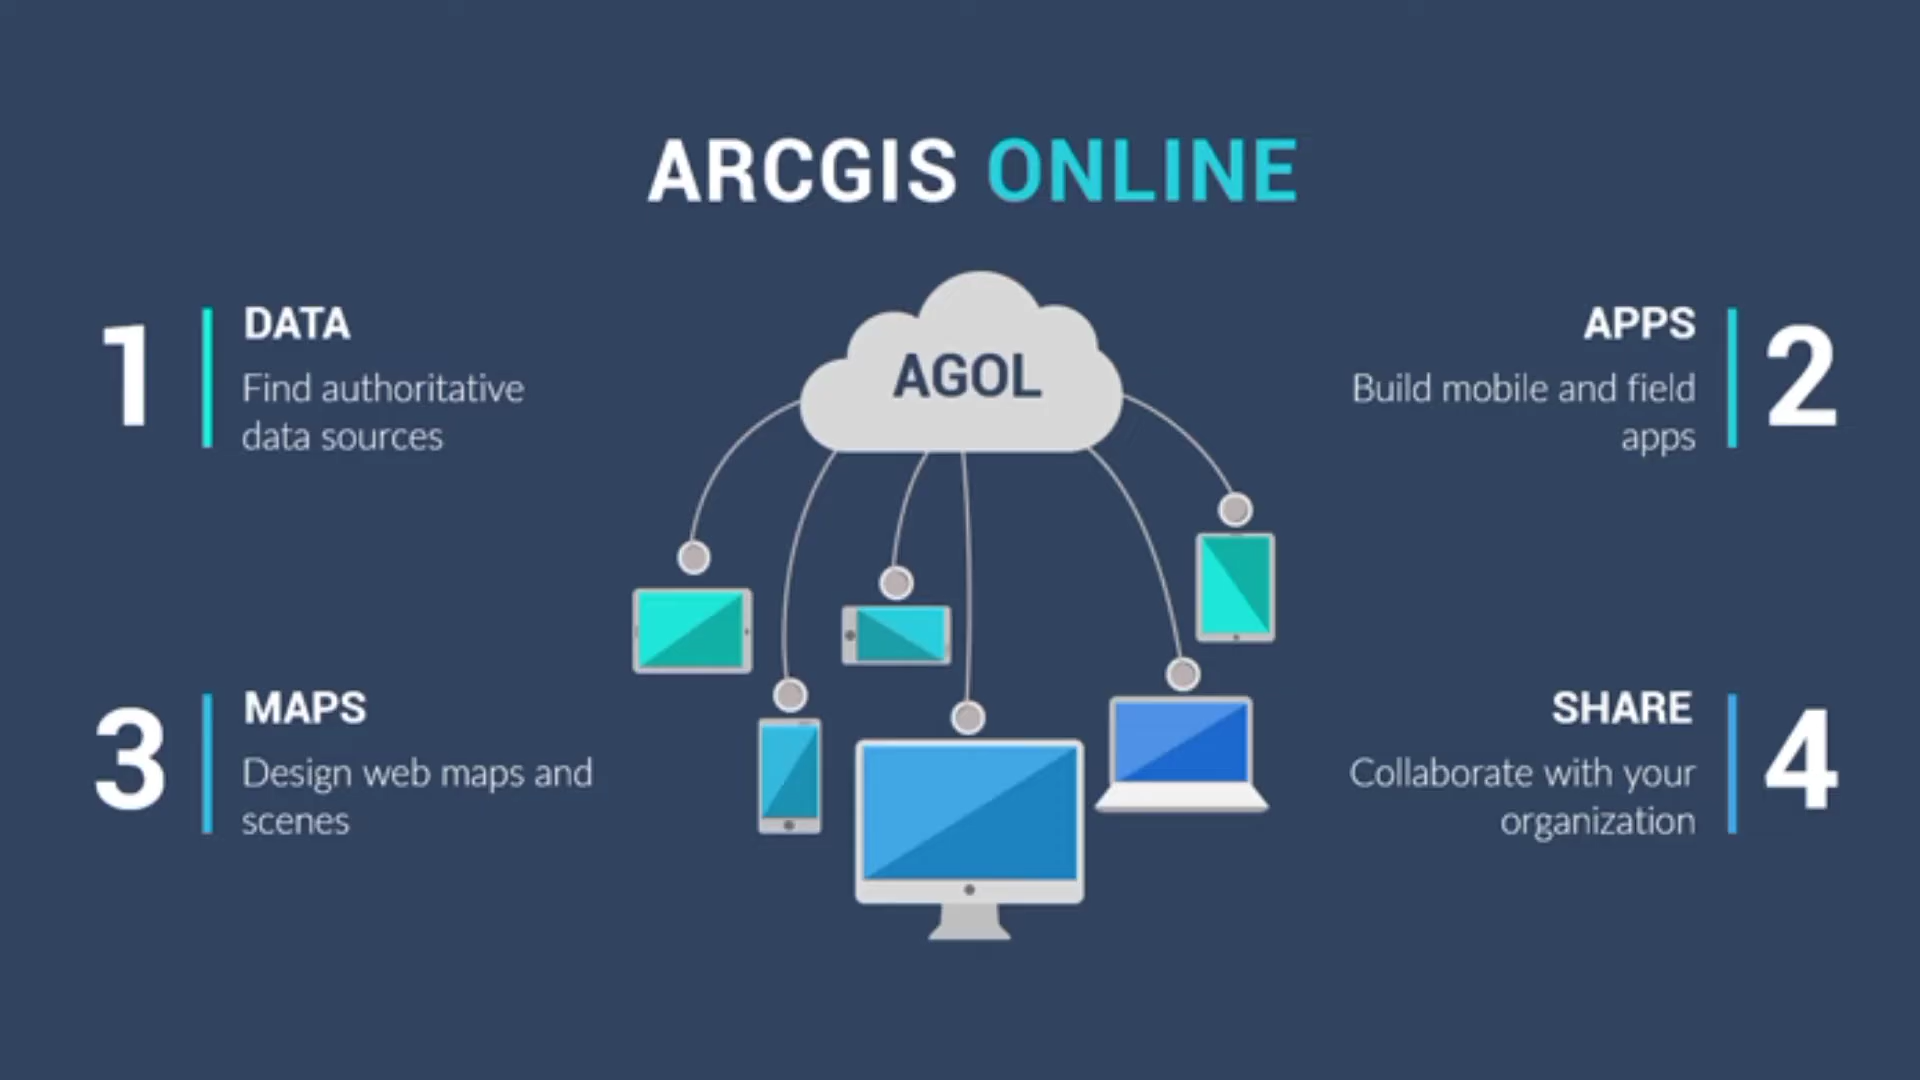 ARCGIS ONLINE
AGOL
1
DATA
Find authoritative
data sources
APPS
2
Build mobile and field
apps
3
MAPS
Design web maps and
scenes
SHARE
4
Collaborate with your
organization